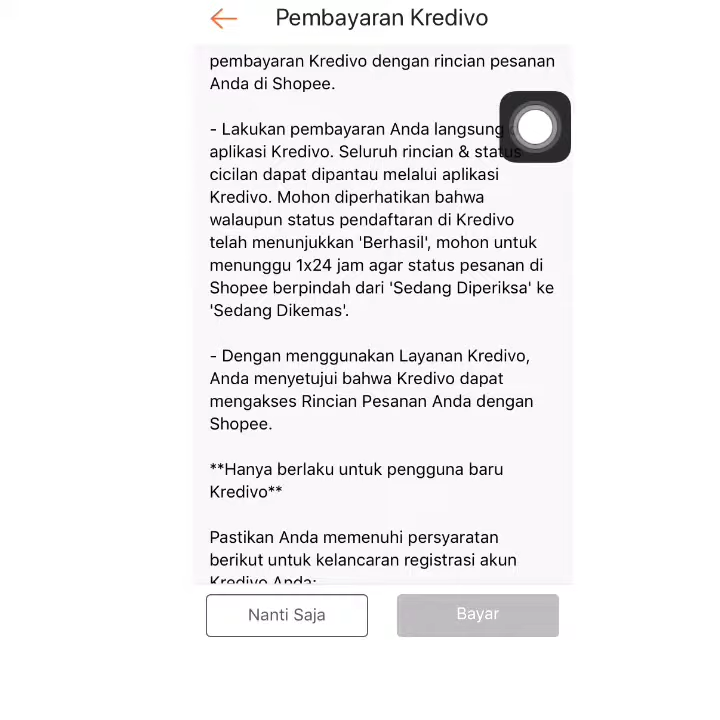 Pembayaran Kredivo
pembayaran Kredivo dengan rincian pesanan
Anda di Shopee.
- Lakukan pembayaran Anda langsung
aplikasi Kredivo. Seluruh rincian & status
cicilan dapat dipantau melalui aplikasi
Kredivo. Mohon diperhatikan bahwa
walaupun status pendaftaran di Kredivo
telah menunjukkan 'Berhasil', mohon untuk
menunggu 1x24 jam agar status pesanan di
Shopee berpindah dari 'Sedang Diperiksa' ke
'Sedang Dikemas'.
- Dengan menggunakan Layanan Kredivo,
Anda menyetujui bahwa Kredivo dapat
mengakses Rincian Pesanan Anda dengan
Shopee.
**Hanya berlaku untuk pengguna baru
Kredivo**
Pastikan Anda memenuhi persyaratan
berikut untuk kelancaran registrasi akun
Kredivo Anda:
Nanti Saja
Bayar